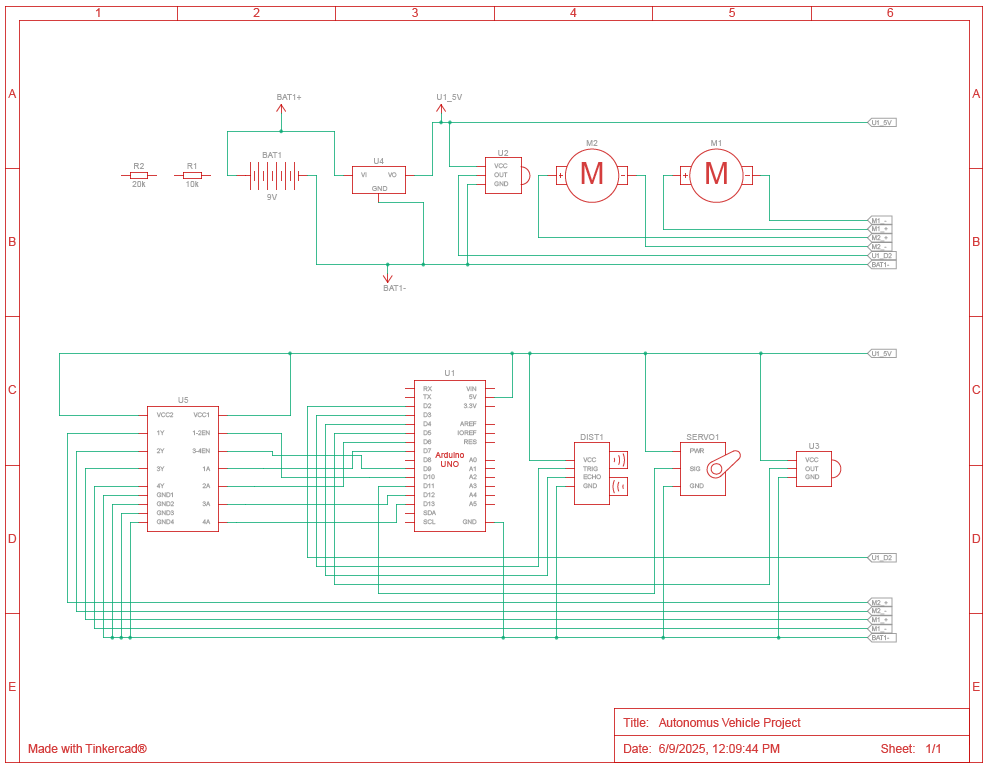 1 2 3 4 5 6
A A
BAT1+ U1_5V
U1_5V
M2 M1
U2
BAT1
U4
R2 R1
VCC
OUT
GND
VI VO
GND
+ M - + M -
20k 10k
9V
B B
M1_-
M1_+
M2_+
M2_-
U1_D2
BAT1-
BAT1-
U1_5V
C C
U1
U5
RX VIN
TX 5V
D2 3.3V
D3
D4 AREF
D5 IOREF
D6 RES
D7
D8 A0
D9 A1
D10 A2
D11 A3
D12 A4
D13 A5
SDA
SCL GND
Arduino
UNO
VCC2 VCC1
1Y 1-2EN
2Y 3-4EN
3Y 1A
4Y 2A
GND1
GND2 3A
GND3
GND4 4A
DIST1
VCC
TRIG
ECHO
GND
SERVO1
PWR
SIG
GND
U3
VCC
OUT
GND
D D
U1_D2
M2_+
M2_-
M1_+
M1_-
BAT1-
E E
Title: Autonomus Vehicle Project
Made with Tinkercad®
Date: 6/9/2025, 12:09:44 PM Sheet: 1/1